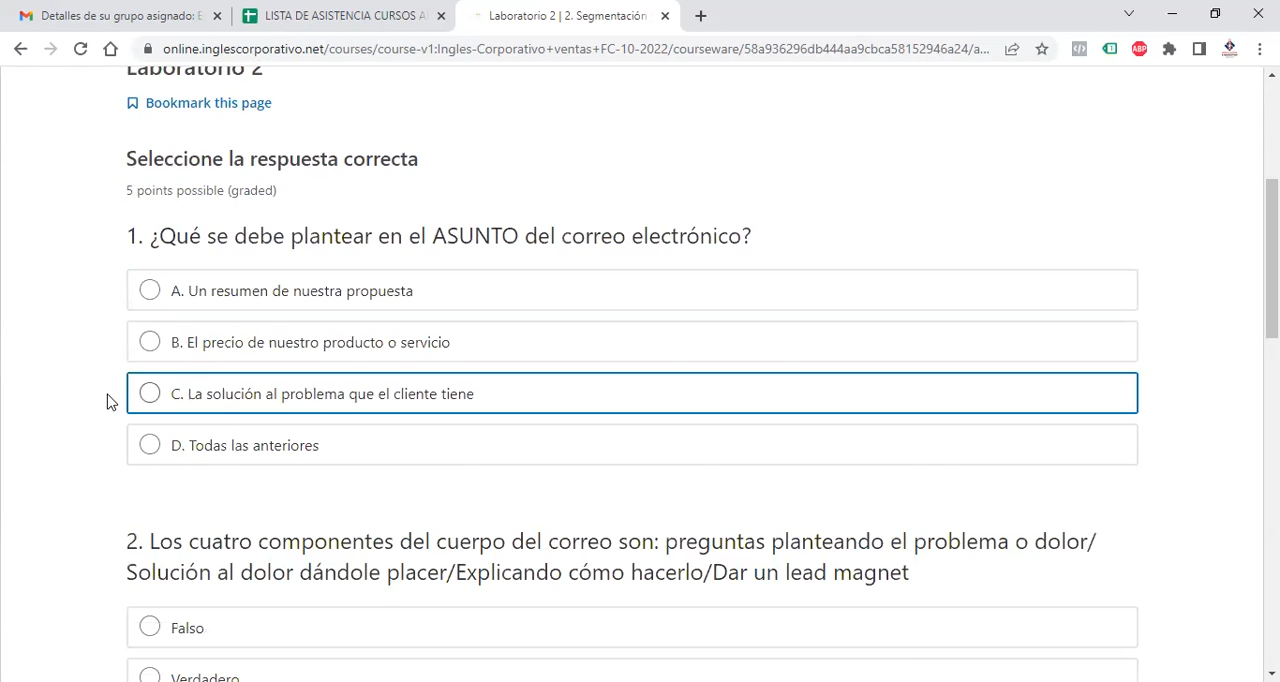 Detalles de su grupo asignado: E
LISTA DE ASISTENCIA CURSOS A
Laboratorio 2 | 2. Segmentación
online.inglescorporativo.net/courses/course-v1:Ingles-Corporativo+ventas+FC-10-2022/courseware/58a936296db444aa9cbca58152946a24/a...
ABP
Laboratorio 2
Bookmark this page
Seleccione la respuesta correcta
5 points possible (graded)
1. ¿Qué se debe plantear en el ASUNTO del correo electrónico?
A. Un resumen de nuestra propuesta
B. El precio de nuestro producto o servicio
C. La solución al problema que el cliente tiene
D. Todas las anteriores
2. Los cuatro componentes del cuerpo del correo son: preguntas planteando el problema o dolor/
Solución al dolor dándole placer/Explicando cómo hacerlo/Dar un lead magnet
Falso
Verdadero